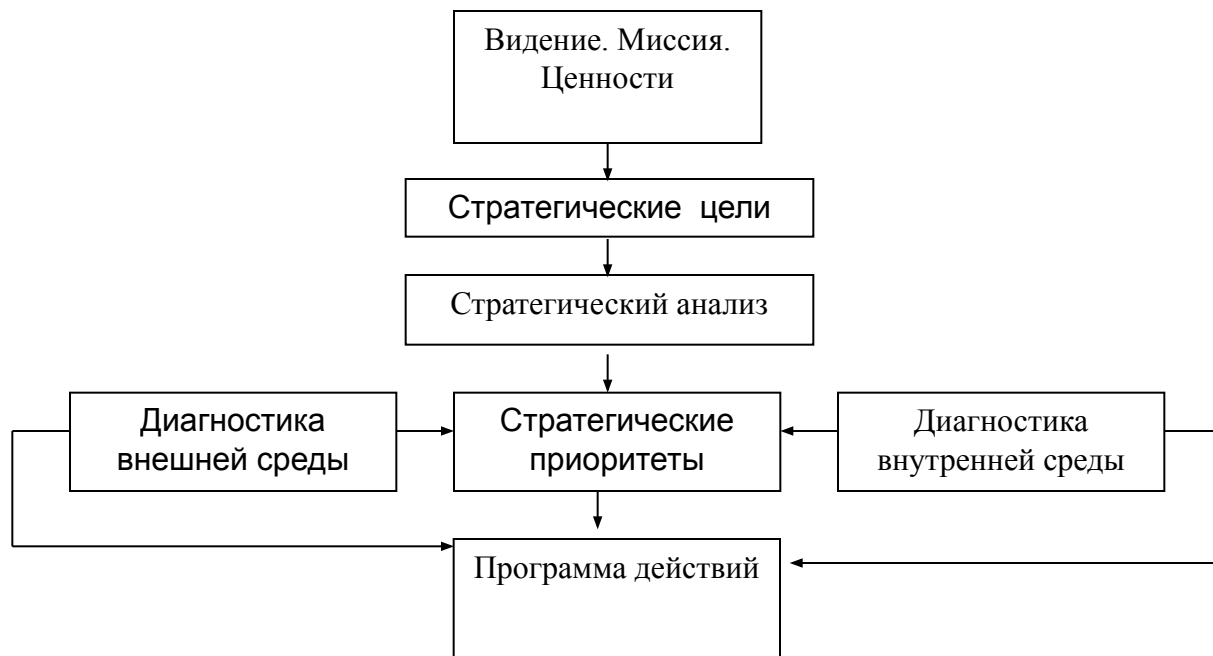 Видение. Миссия.
Ценности
Стратегические цели
Стратегический анализ
Диагностика
внешней среды
Стратегические
приоритеты
Диагностика
внутренней среды
Программа действий